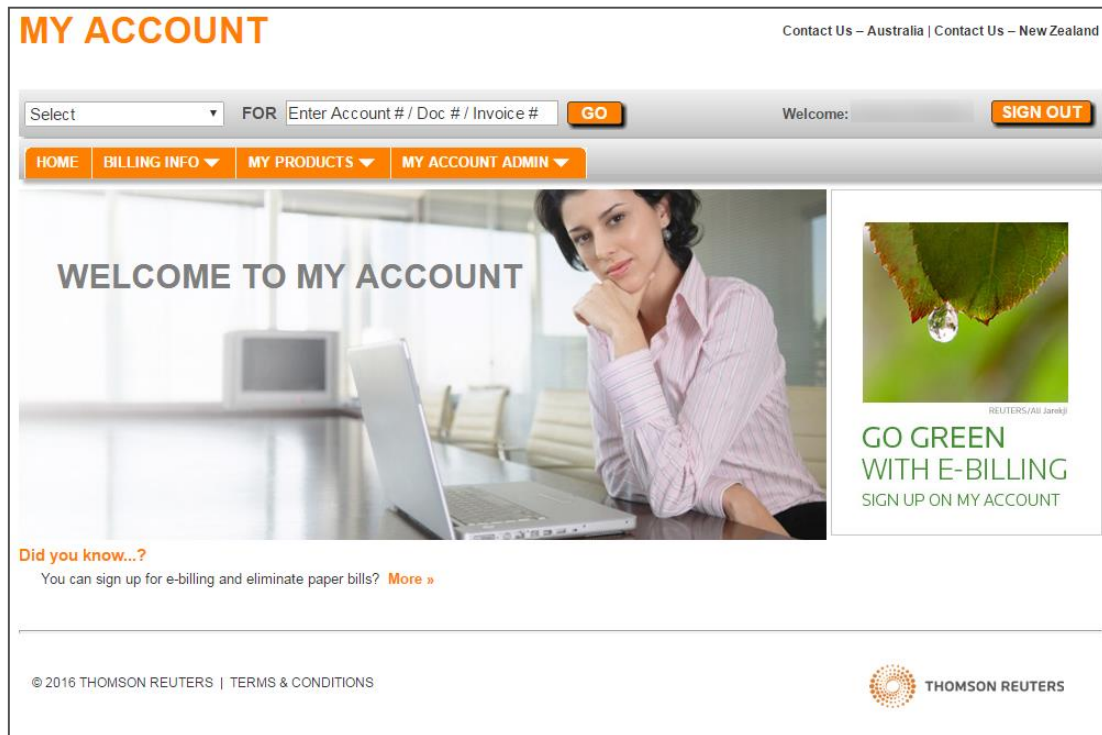 MY ACCOUNT
Contact Us – Australia | Contact Us – New Zealand
Select FOR Enter Account # / Doc # / Invoice # GO
Welcome: SIGN OUT
HOME BILLING INFO MY PRODUCTS MY ACCOUNT ADMIN
WELCOME TO MY ACCOUNT
REUTERS/Ali Jarekji
GO GREEN
WITH E-BILLING
SIGN UP ON MY ACCOUNT
Did you know...?
You can sign up for e-billing and eliminate paper bills? More »
© 2016 THOMSON REUTERS | TERMS & CONDITIONS
THOMSON REUTERS